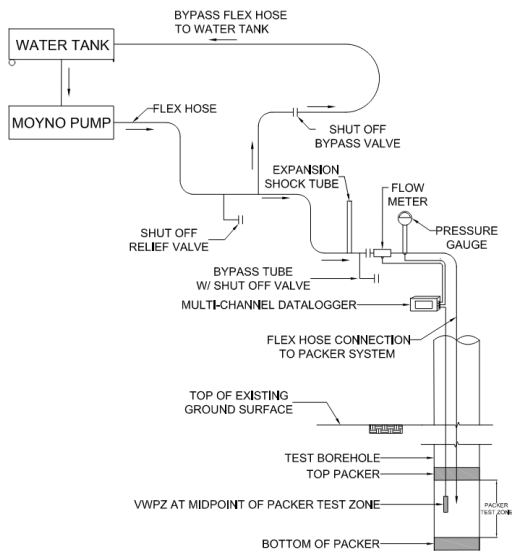 BYPASS FLEX HOSE
TO WATER TANK
WATER TANK
MOYNO PUMP
FLEX HOSE
SHUT OFF
BYPASS VALVE
EXPANSION
SHOCK TUBE
FLOW
METER
PRESSURE
GAUGE
SHUT OFF
RELIEF VALVE
BYPASS TUBE
W/ SHUT OFF VALVE
MULTI-CHANNEL DATALOGGER
FLEX HOSE CONNECTION
TO PACKER SYSTEM
TOP OF EXISTING
GROUND SURFACE
TEST BOREHOLE
TOP PACKER
VWPZ AT MIDPOINT OF PACKER TEST ZONE
PACKER
TEST ZONE
BOTTOM OF PACKER